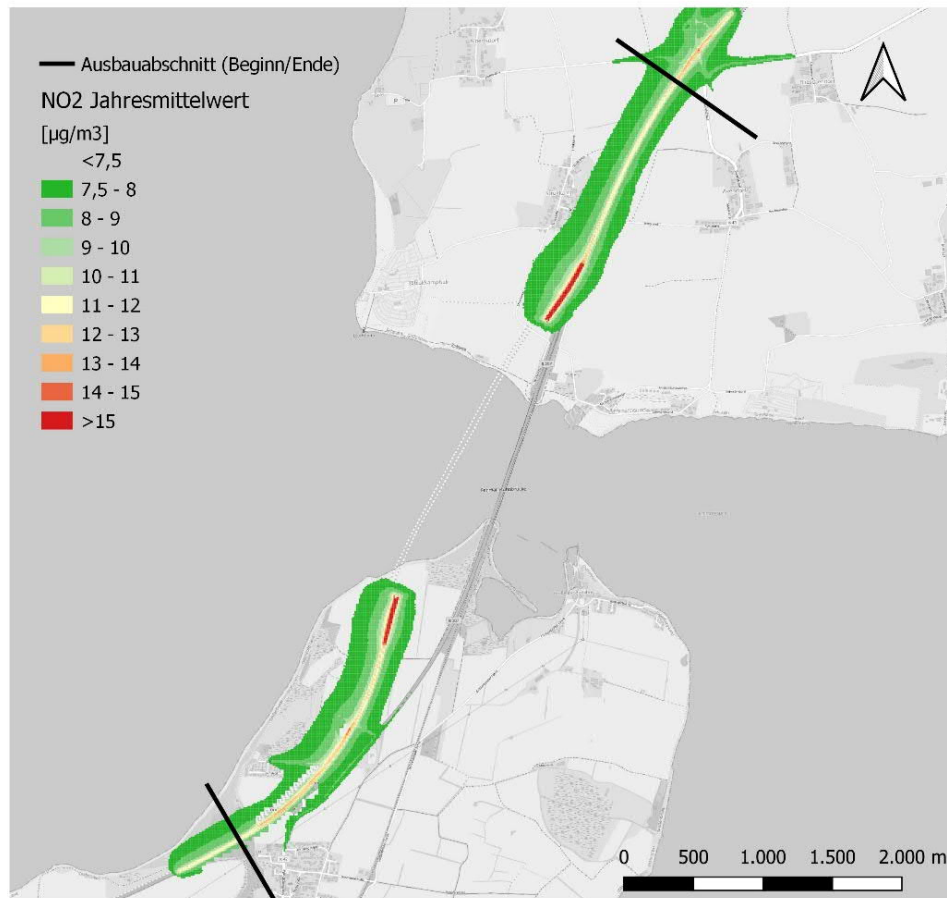 Ausbauabschnitt (Beginn/Ende)
NO2 Jahresmittelwert
[µg/m3]
<7,5
7,5 - 8
8 - 9
9 - 10
10 - 11
11 - 12
12 - 13
13 - 14
14 - 15
>15
0 500 1.000 1.500 2.000 m